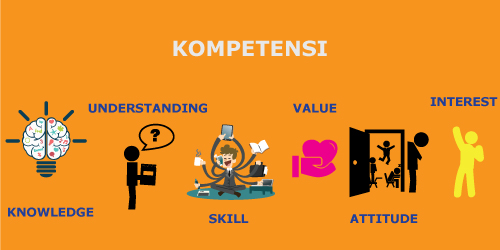 KOMPETENSI
UNDERSTANDING
VALUE
INTEREST
?
KNOWLEDGE
SKILL
ATTITUDE